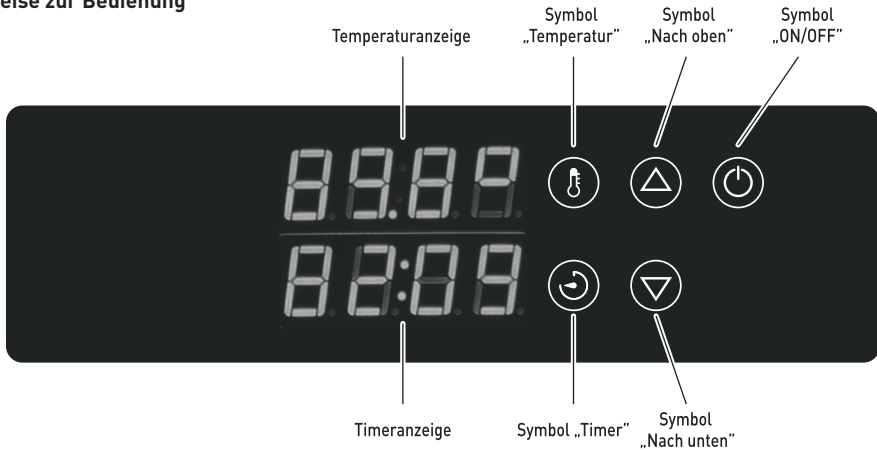 eise zur Bedienung
Temperaturanzeige
Symbol
„Temperatur”
Symbol
„Nach oben”
Symbol
„ON/OFF”
Timeranzeige
Symbol „Timer”
Symbol
„Nach unten”